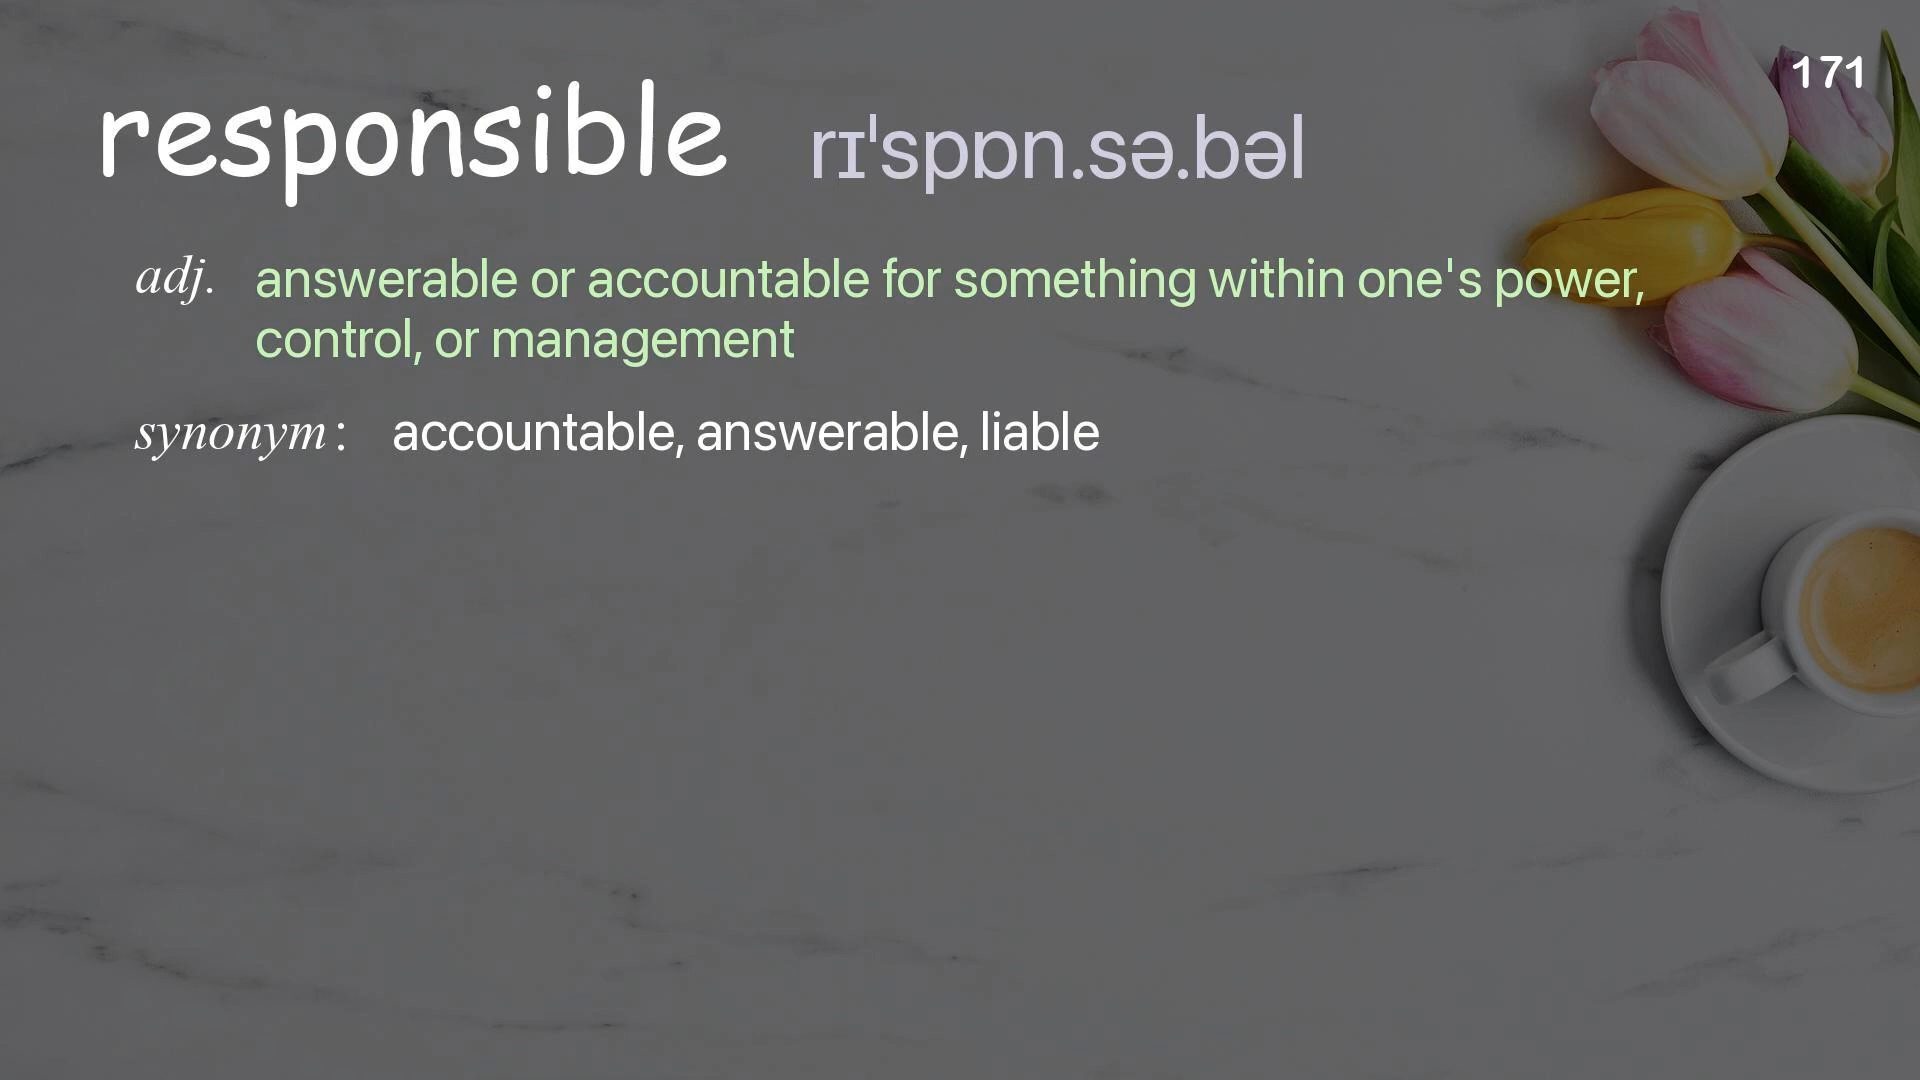 171
responsible rɪˈspɒn.sə.bəl
adj. answerable or accountable for something within one's power,
control, or management
synonym: accountable, answerable, liable